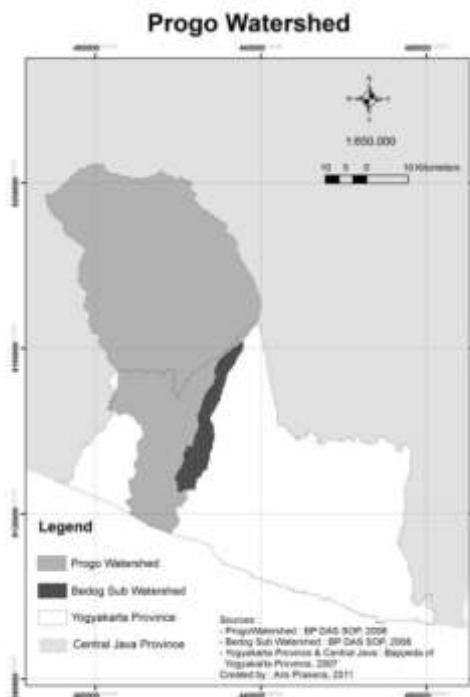 Progo Watershed
1:650.000
10 5 0 10 Kilometers
Legend
Progo Watershed
Bedog Sub Watershed
Yogyakarta Province
Central Java Province
Sources:
- ProgoWatershed : BP DAS SOP, 2008
- Bedog Sub Watershed : BP DAS SOP, 2008
- Yogyakarta Province & Central Java : Bappeda of
Yogyakarta Province, 2007
Created by : Aris Prasena, 2011